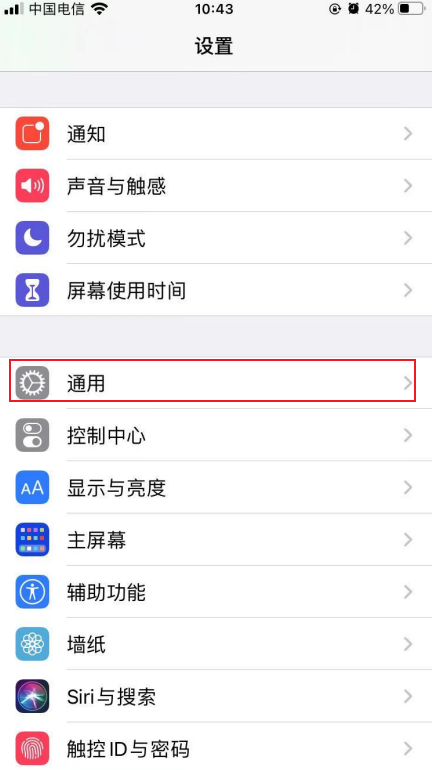 中国电信 10:43 42%
设置
通知
声音与触感
勿扰模式
屏幕使用时间
通用
控制中心
AA 显示与亮度
主屏幕
辅助功能
墙纸
Siri与搜索
触控ID与密码